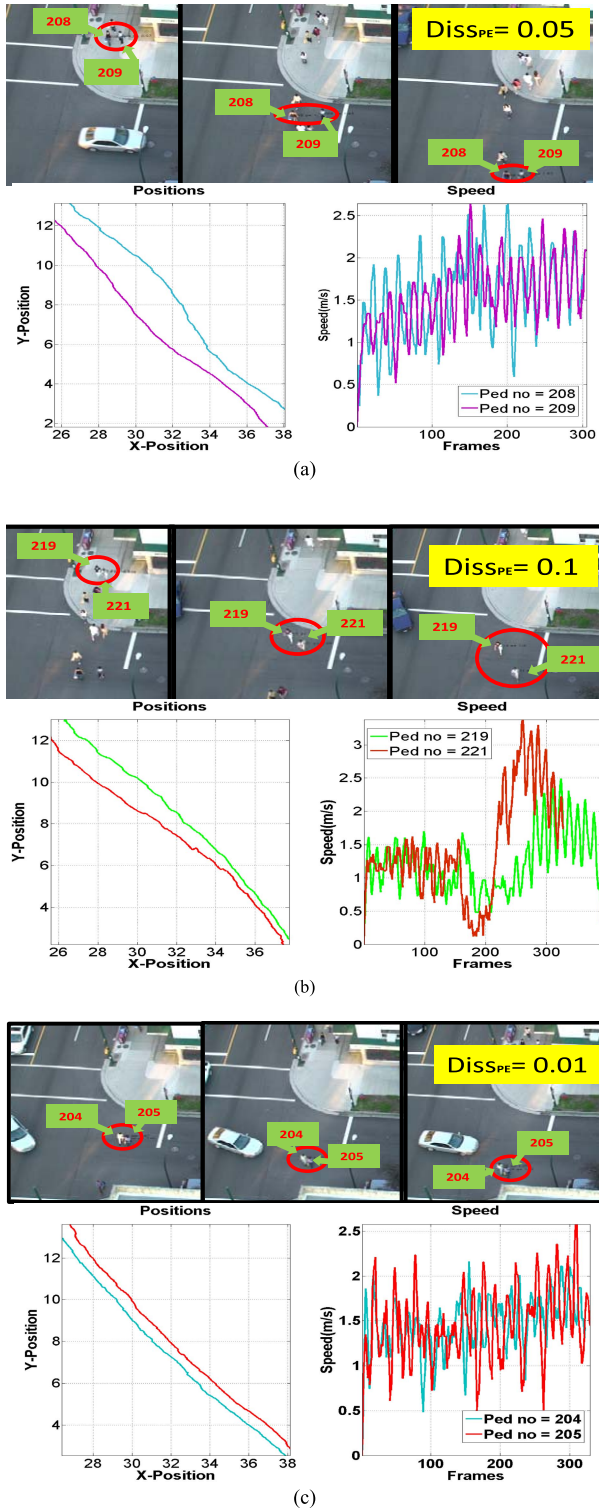 208
209
208
209
Diss PE = 0.05
208
209
Positions
Speed
12
10
8
6
4
2
26 28 30 32 34 36 38
Y-Position
X-Position
2.5
2
1.5
1
0.5
0
100 200 300
Speed(m/s)
Frames
Ped no = 208
Ped no = 209
(a)
219
221
219
221
Diss PE = 0.1
219
221
Positions
Speed
12
10
8
6
4
26 28 30 32 34 36
Y-Position
X-Position
3
2.5
2
1.5
1
0.5
0
100 200 300
Speed(m/s)
Frames
Ped no = 219
Ped no = 221
(b)
204
205
204
205
Diss PE = 0.01
204
205
Positions
Speed
12
10
8
6
4
28 30 32 34 36 38
Y-Position
X-Position
2.5
2
1.5
1
0.5
0
100 200 300
Speed(m/s)
Frames
Ped no = 204
Ped no = 205
(c)